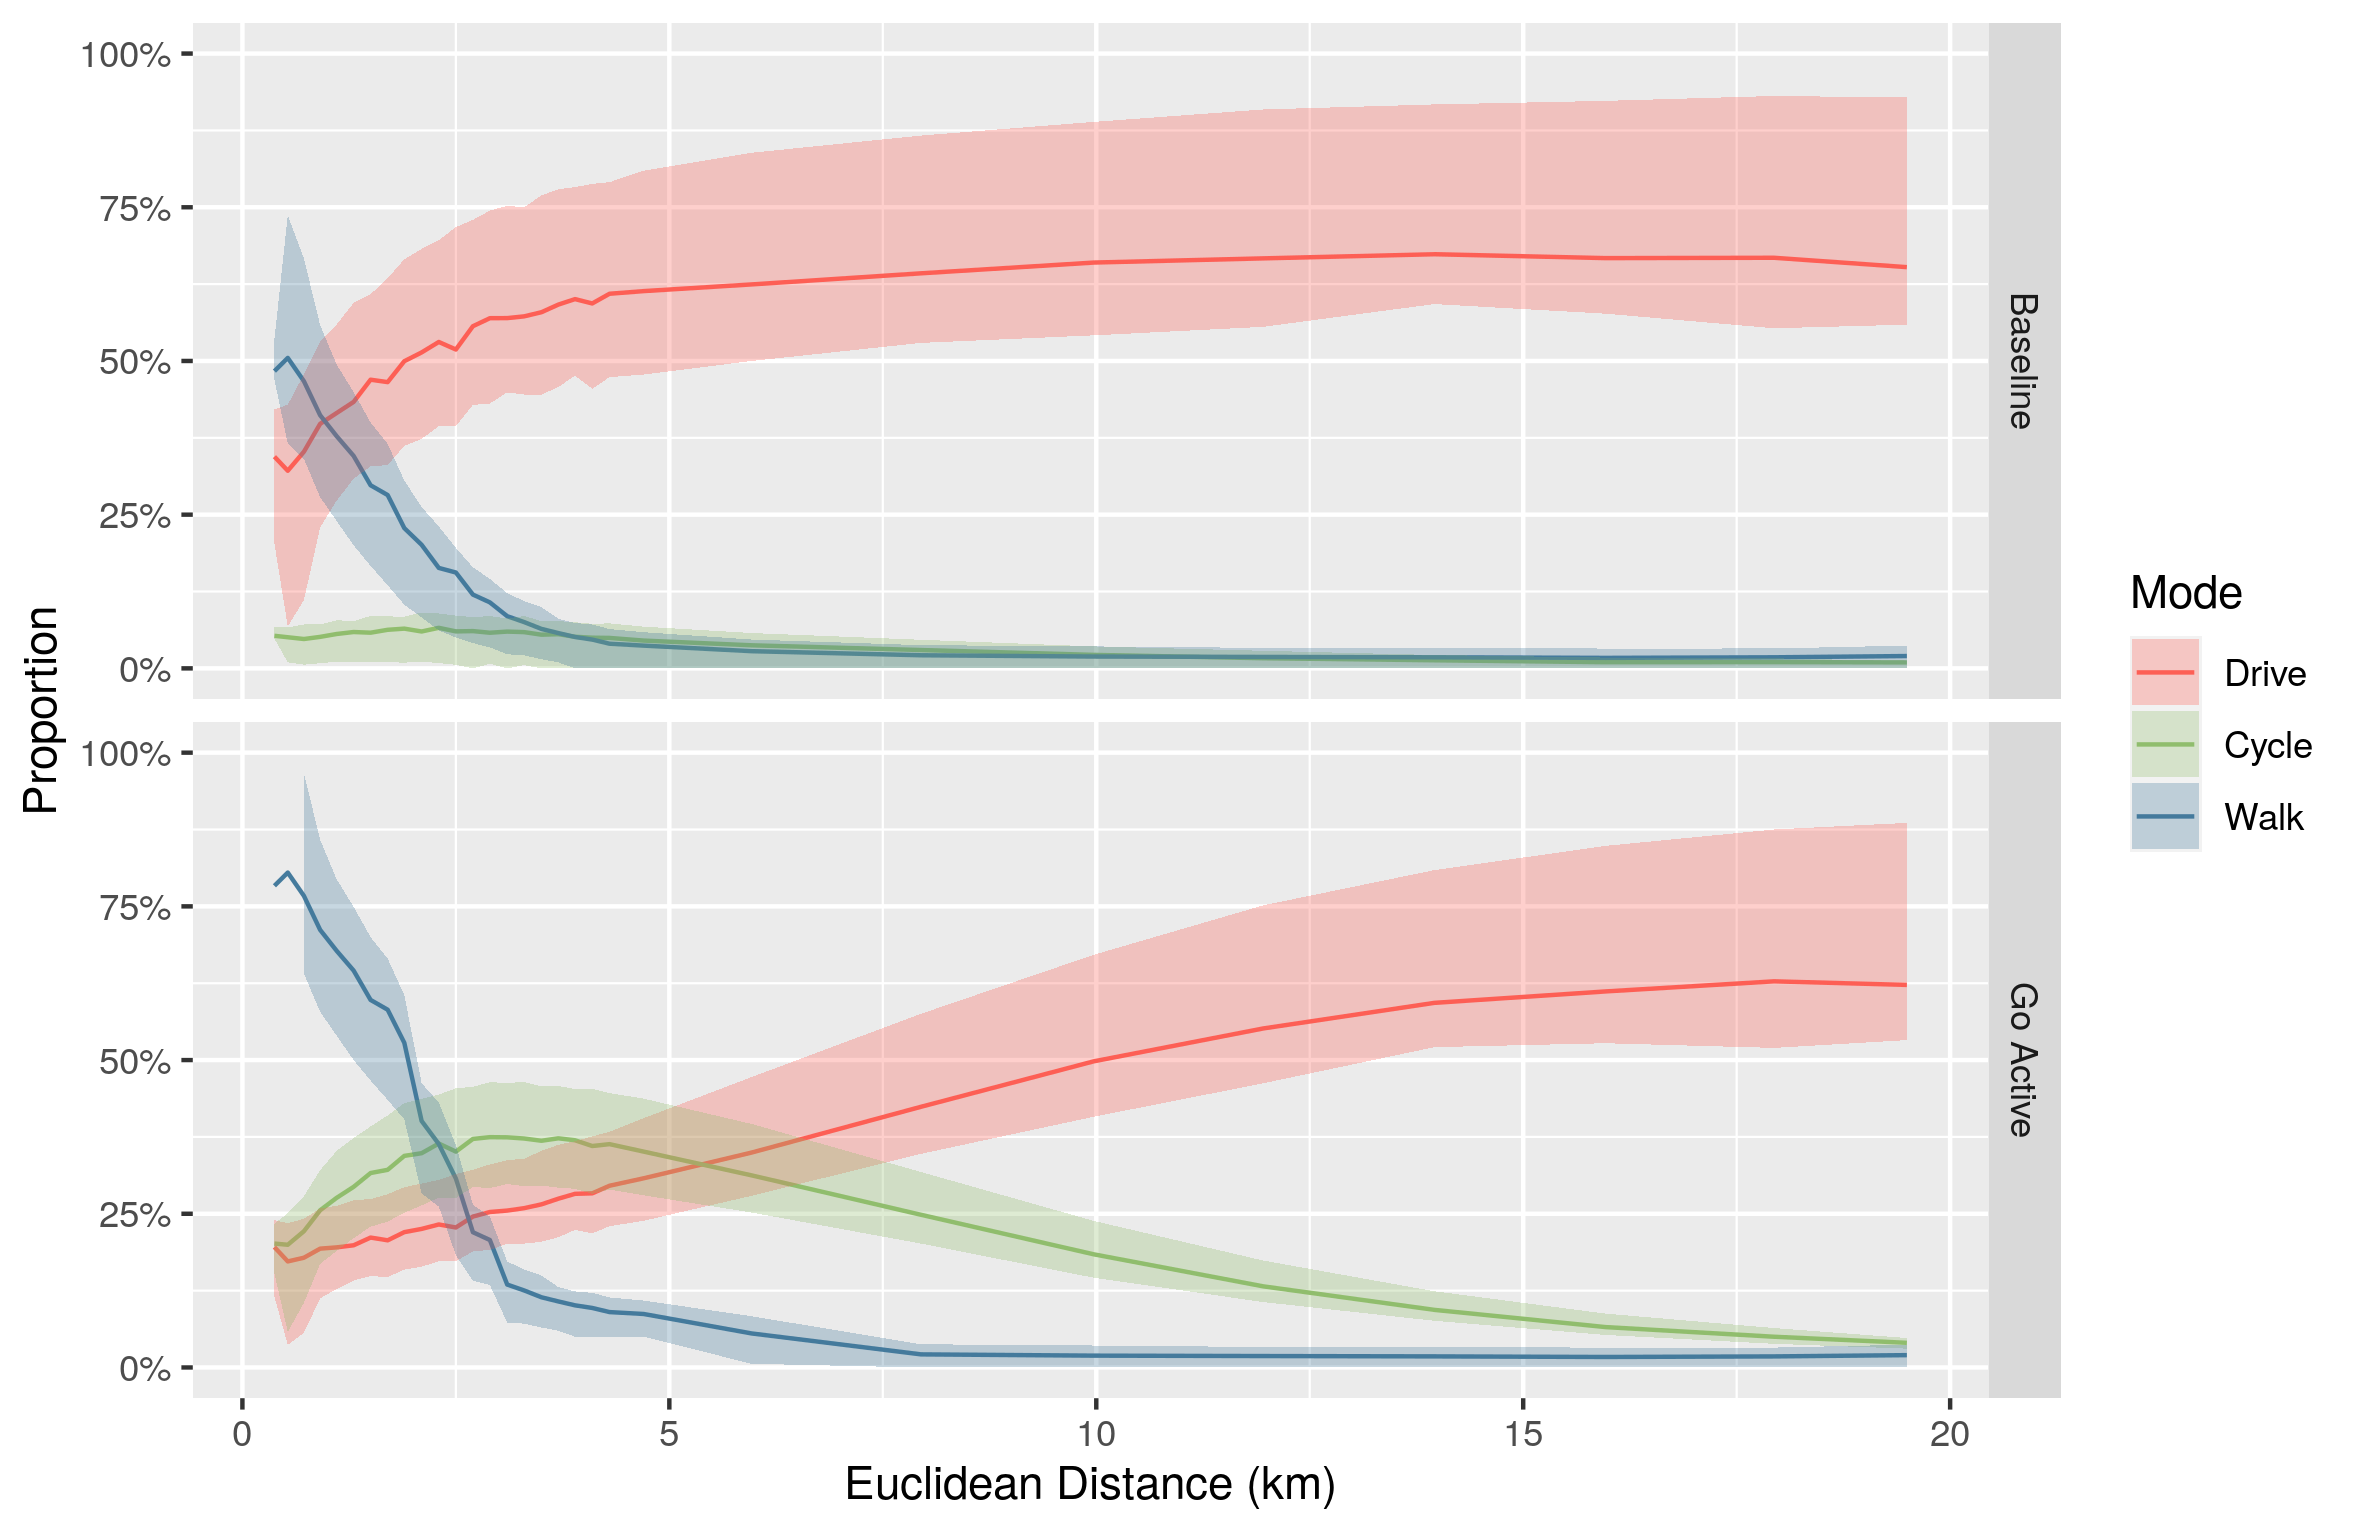 100%
75%
50%
25%
0%
Baseline
100%
75%
50%
25%
0%
Go Active
Proportion
0 5 10 15 20
Euclidean Distance (km)
Mode
Drive
Cycle
Walk